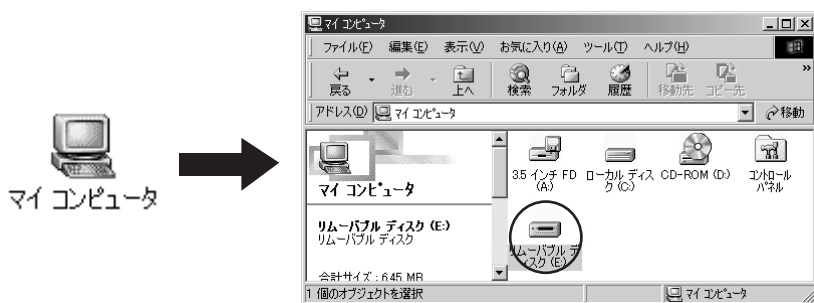 マイ コンピュータ
マイ コンピュータ
ファイル(F) 編集(E) 表示(V) お気に入り(A) ツール(T) ヘルプ(H)
戻る 進む 上へ 検索 フォルダ 履歴 移動先 コピー先 »
アドレス(D) マイ コンピュータ 移動
マイ コンピュータ
リムーバブル ディスク (E:)
リムーバブル ディスク
合計サイズ : 645 MB
3.5 インチ FD
(A:)
ローカル ディス
ク (C:)
CD-ROM (D:)
コントロール
パネル
リムーバブル デ
ィスク (E:)
1 個のオブジェクトを選択 マイ コンピュータ